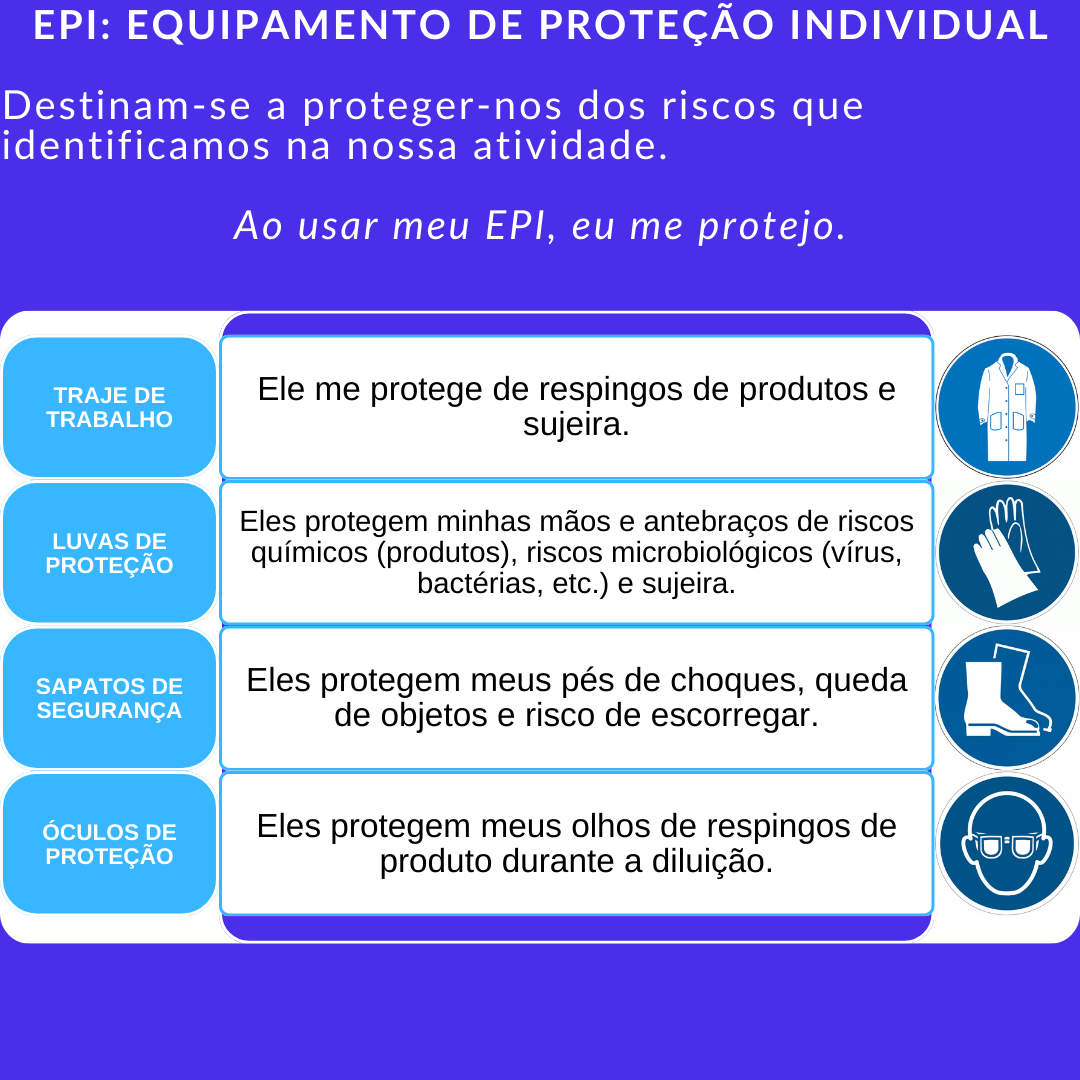 EPI: EQUIPAMENTO DE PROTEÇÃO INDIVIDUAL
Destinam-se a proteger-nos dos riscos que
identificamos na nossa atividade.
Ao usar meu EPI, eu me protejo.
TRAJE DE
TRABALHO
Ele me protege de respingos de produtos e
sujeira.
LUVAS DE
PROTEÇÃO
Eles protegem minhas mãos e antebraços de riscos
químicos (produtos), riscos microbiológicos (vírus,
bactérias, etc.) e sujeira.
SAPATOS DE
SEGURANÇA
Eles protegem meus pés de choques, queda
de objetos e risco de escorregar.
ÓCULOS DE
PROTEÇÃO
Eles protegem meus olhos de respingos de
produto durante a diluição.